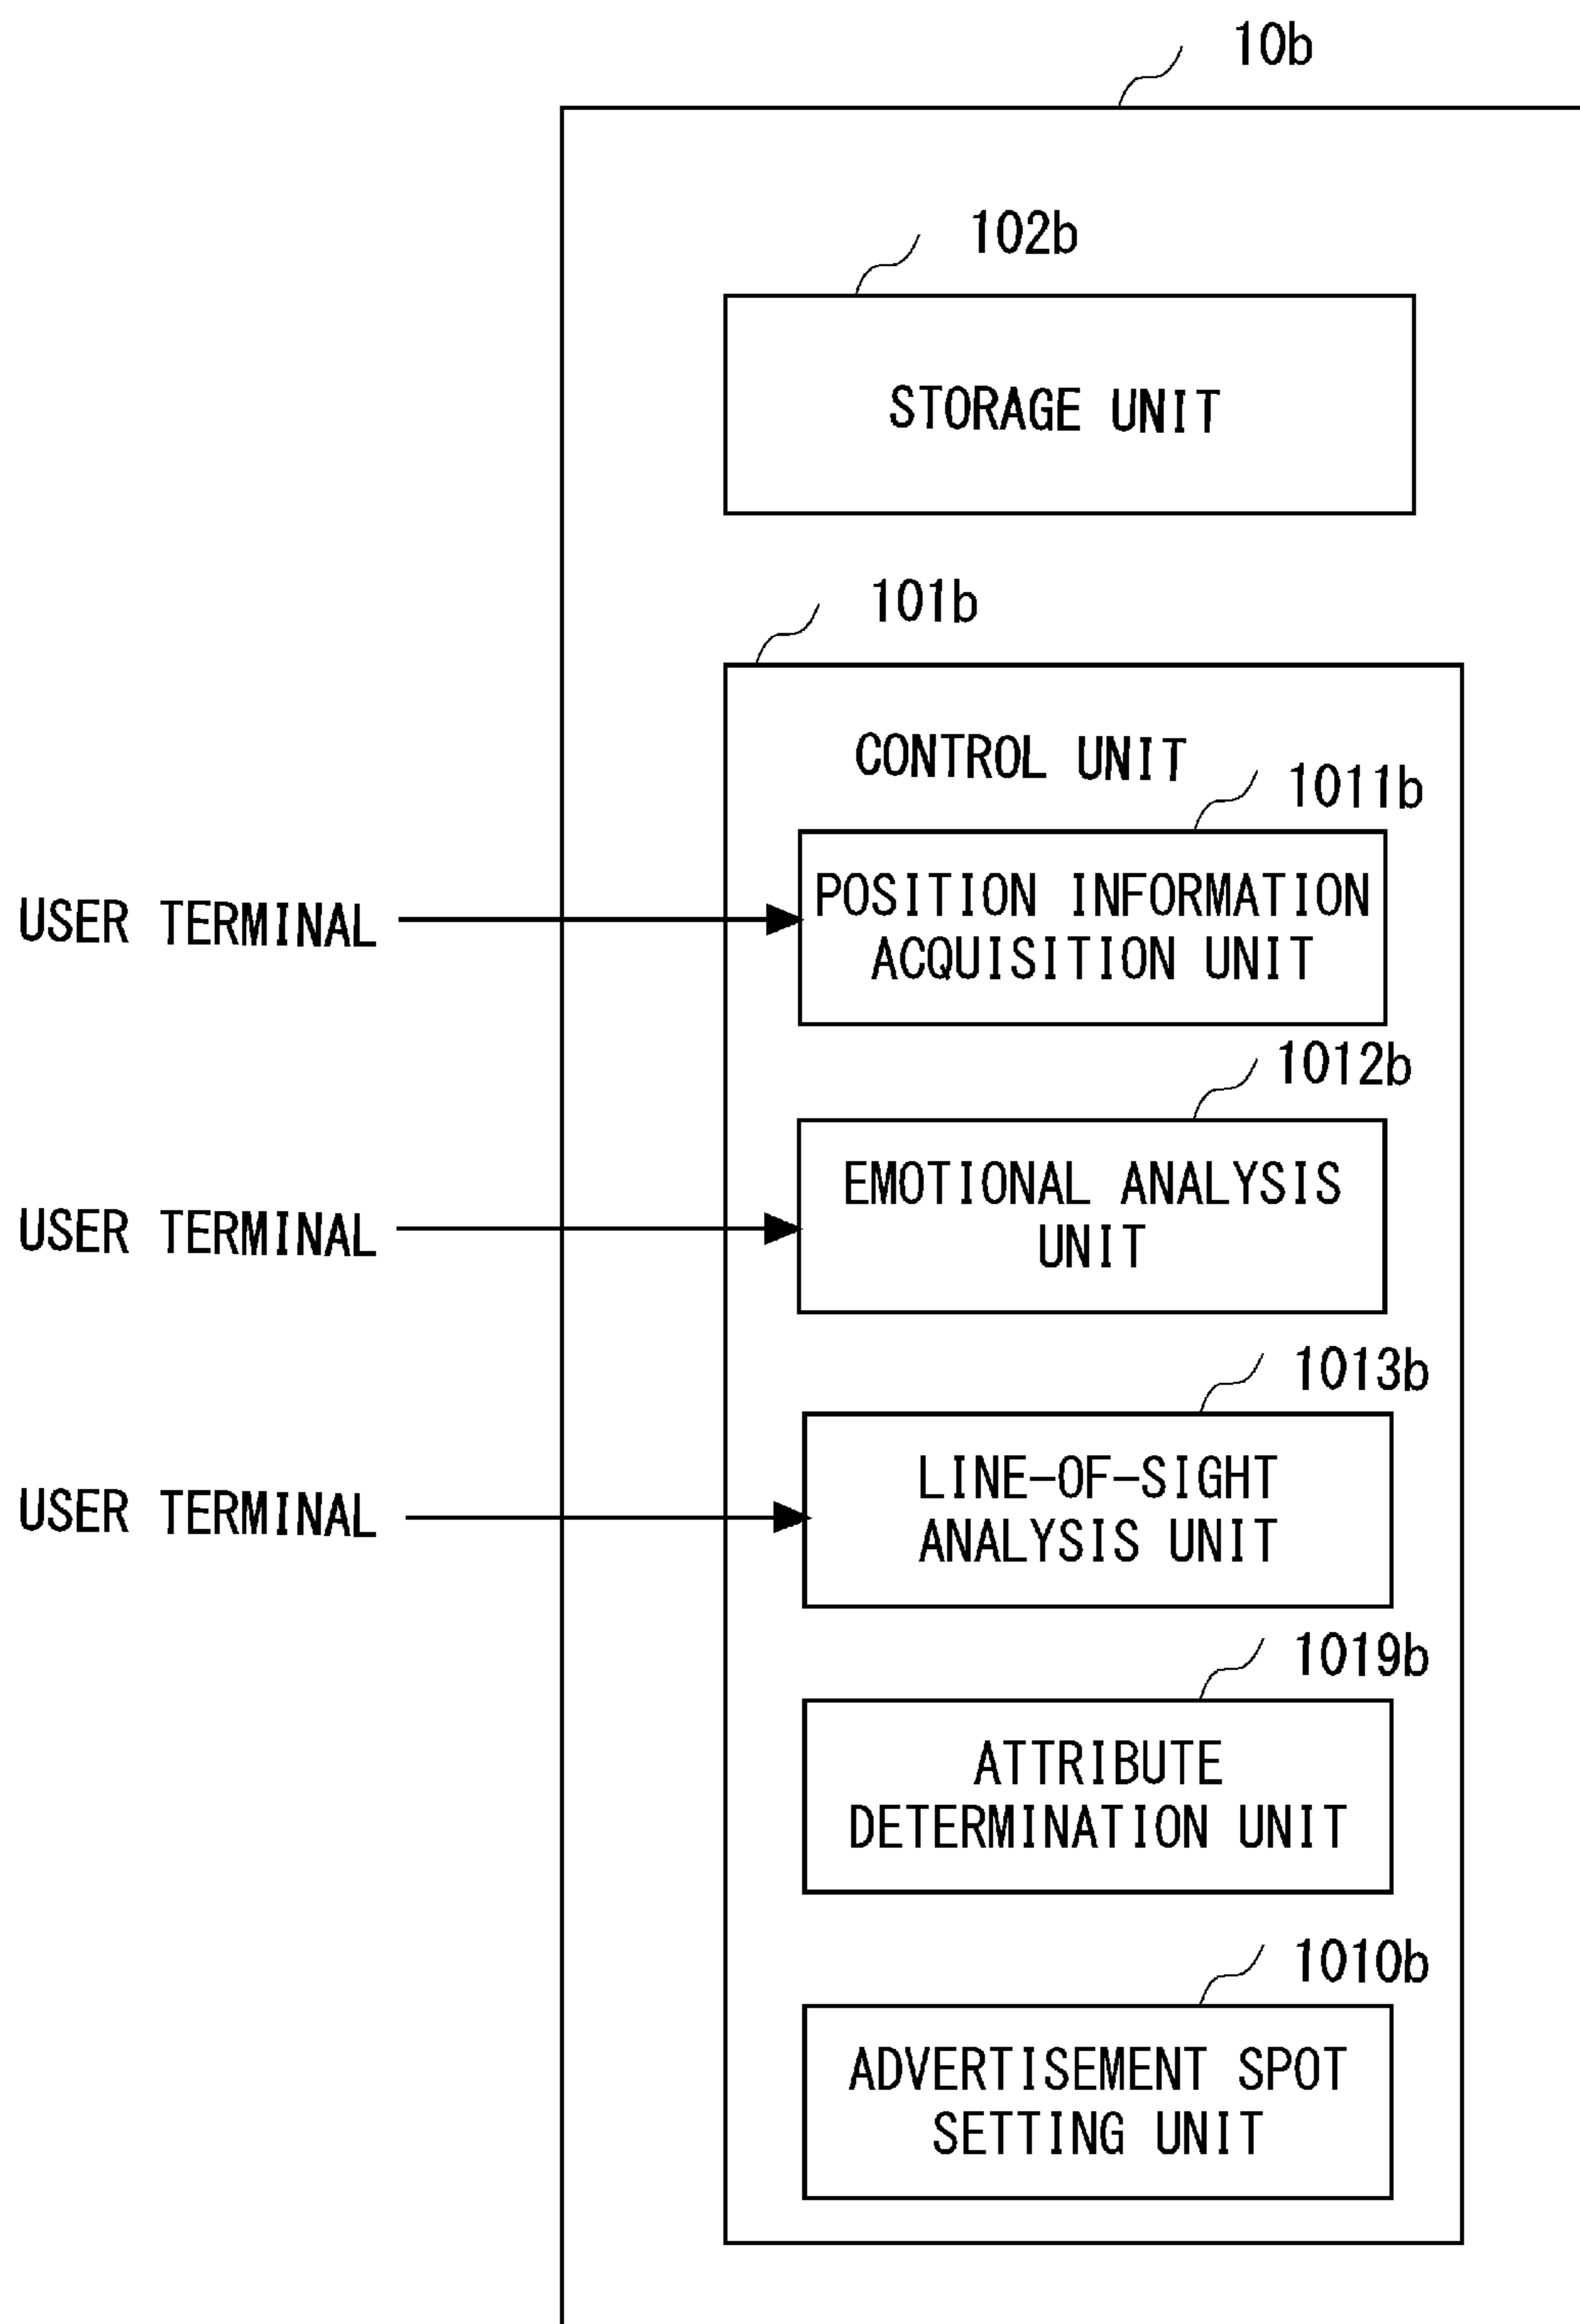 10b
102b
STORAGE UNIT
101b
CONTROL UNIT
1011b
USER TERMINAL
POSITION INFORMATION
ACQUISITION UNIT
1012b
USER TERMINAL
EMOTIONAL ANALYSIS
UNIT
1013b
USER TERMINAL
LINE-OF-SIGHT
ANALYSIS UNIT
1019b
ATTRIBUTE
DETERMINATION UNIT
1010b
ADVERTISEMENT SPOT
SETTING UNIT